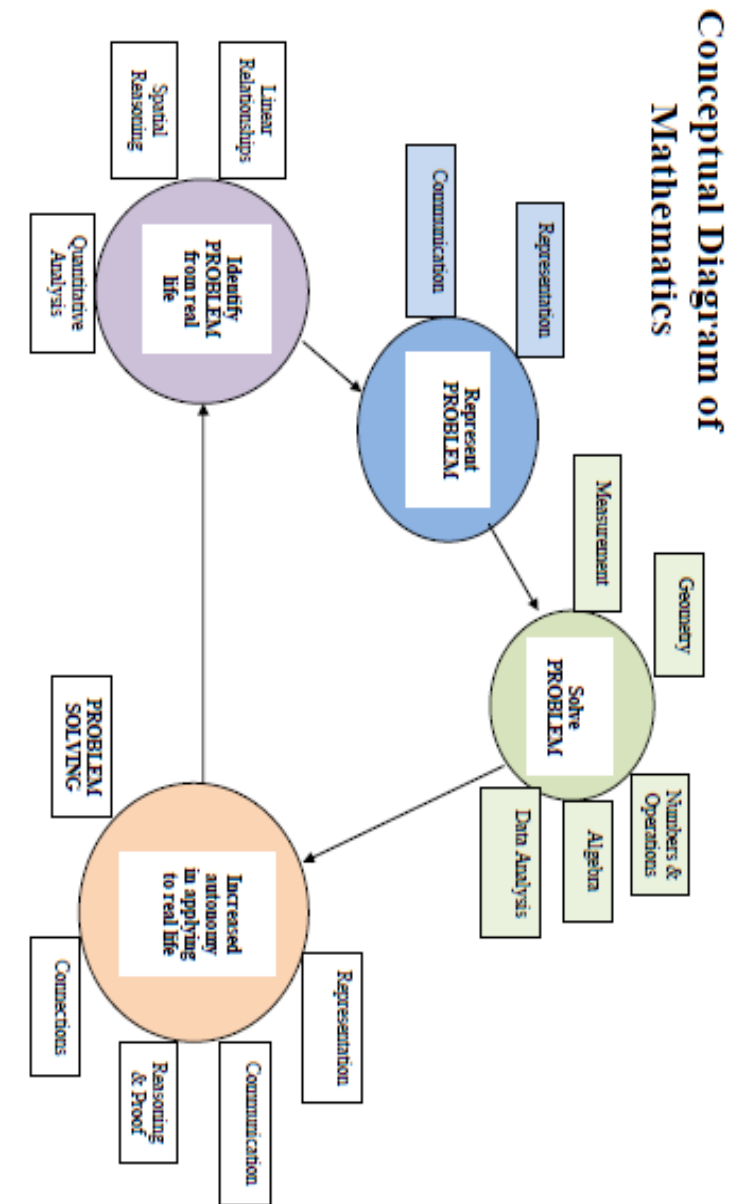 Conceptual Diagram of
Mathematics
Linear
Relationships
Spatial
Reasoning
Quantitative
Analysis
Identify
PROBLEM
from real
life
Communication
Representation
Represent
PROBLEM
Measurement
Geometry
Solve
PROBLEM
Numbers &
Operations
Algebra
Data Analysis
PROBLEM
SOLVING
Increased
autonomy
in applying
to real life
Representation
Communication
Reasoning
& Proof
Connections